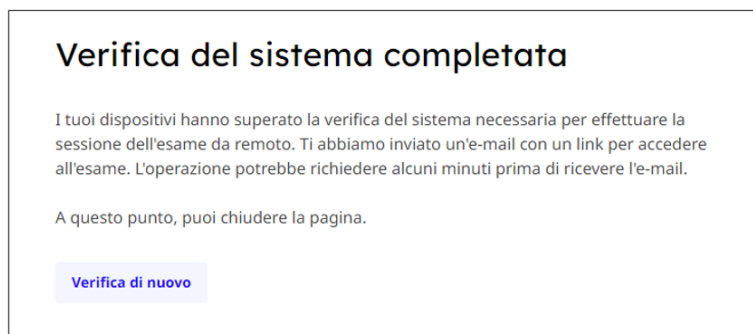 Verifica del sistema completata
I tuoi dispositivi hanno superato la verifica del sistema necessaria per effettuare la
sessione dell'esame da remoto. Ti abbiamo inviato un'e-mail con un link per accedere
all'esame. L'operazione potrebbe richiedere alcuni minuti prima di ricevere l'e-mail.
A questo punto, puoi chiudere la pagina.
Verifica di nuovo